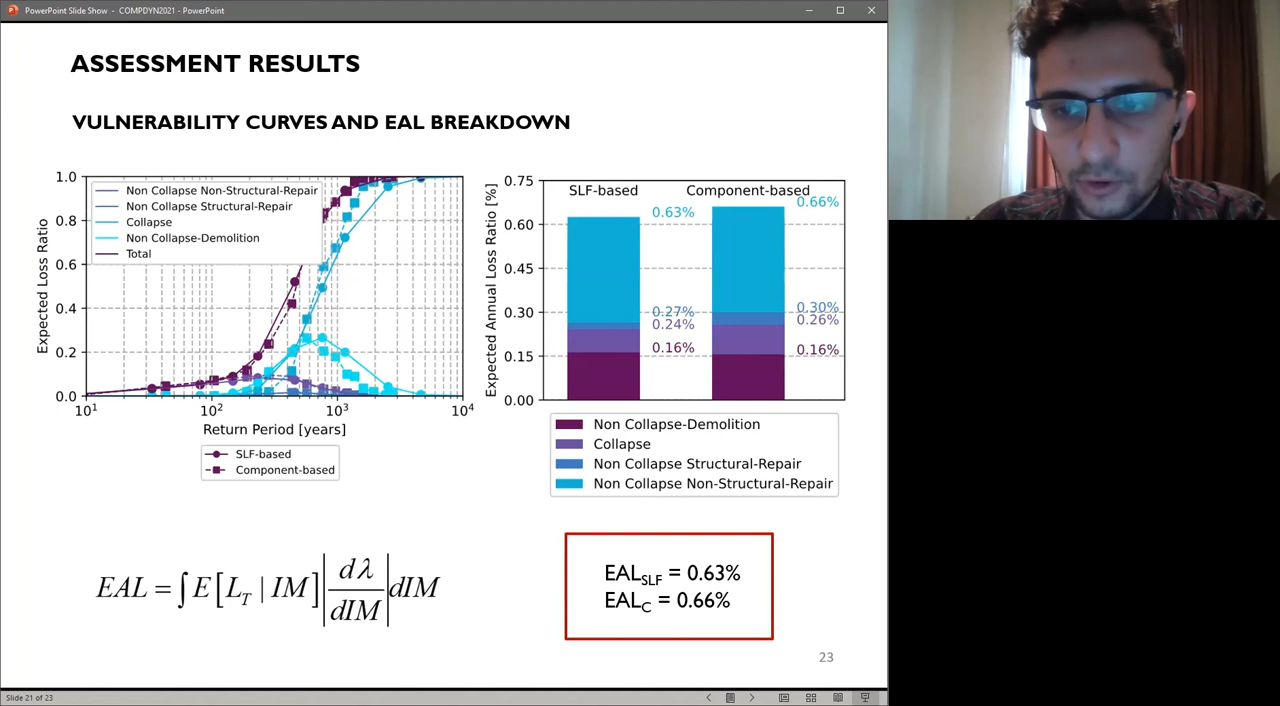 PowerPoint Slide Show - COMPDYN2021 - PowerPoint
ASSESSMENT RESULTS
VULNERABILITY CURVES AND EAL BREAKDOWN
Expected Loss Ratio
1.0
0.8
0.6
0.4
0.2
0.0
Non Collapse Non-Structural-Repair
Non Collapse Structural-Repair
Collapse
Non Collapse-Demolition
Total
10¹ 10² 10³ 10⁴
Return Period [years]
SLF-based
Component-based
Expected Annual Loss Ratio [%]
0.75
0.60
0.45
0.30
0.15
0.00
SLF-based Component-based
0.63% 0.66%
0.27% 0.30%
0.24% 0.26%
0.16% 0.16%
Non Collapse-Demolition
Collapse
Non Collapse Structural-Repair
Non Collapse Non-Structural-Repair
EAL = ∫ E[L_T | IM] |dλ/dIM| dIM
EAL_SLF = 0.63%
EAL_C = 0.66%
23
Slide 21 of 23